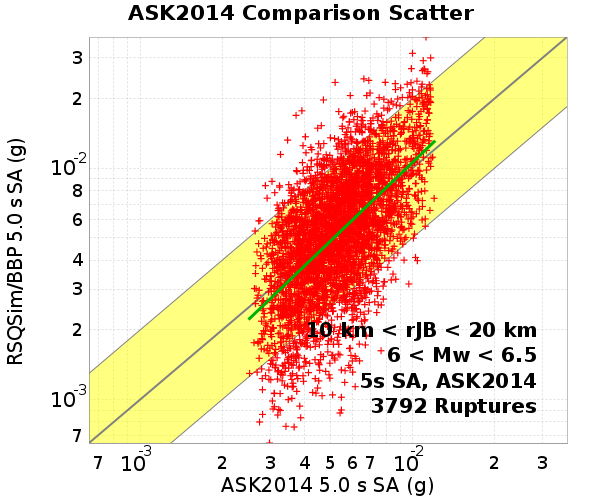 ASK2014 Comparison Scatter
RSQSim/BBP 5.0 s SA (g)
3
2
10-2
8
6
4
3
2
10-3
7
10 km < rJB < 20 km
6 < Mw < 6.5
5s SA, ASK2014
3792 Ruptures
7 10-3 2 3 4 5 6 7 10-2 2 3
ASK2014 5.0 s SA (g)